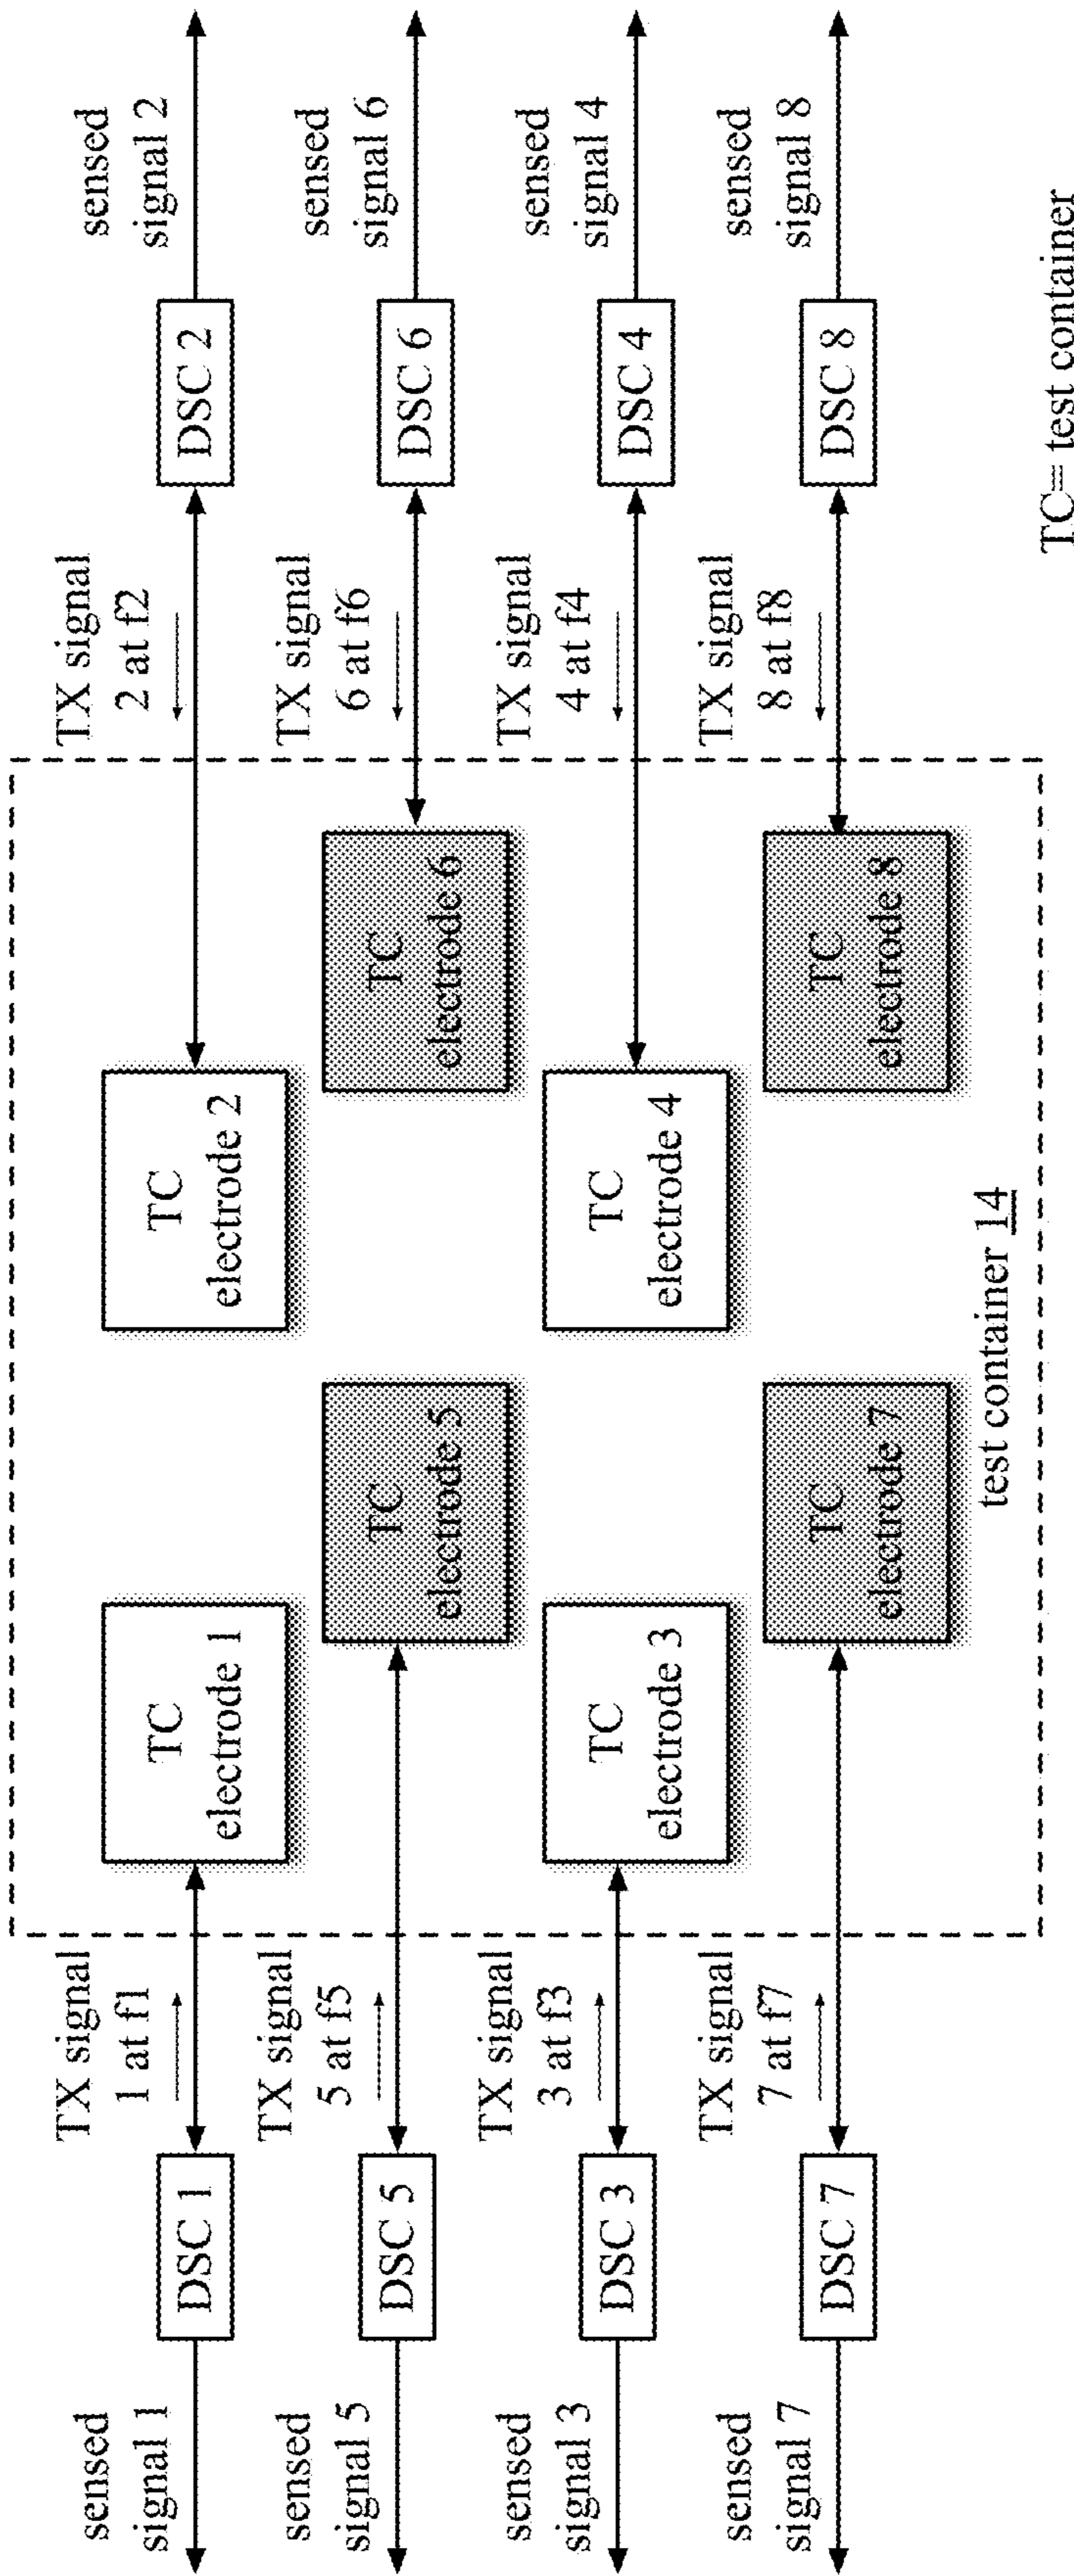 sensed
signal 1
DSC 1
TX signal
1 at f1
TC
electrode 1
TC
electrode 2
TX signal
2 at f2
DSC 2
sensed
signal 2
sensed
signal 5
DSC 5
TX signal
5 at f5
TC
electrode 5
TC
electrode 6
TX signal
6 at f6
DSC 6
sensed
signal 6
sensed
signal 3
DSC 3
TX signal
3 at f3
TC
electrode 3
TC
electrode 4
TX signal
4 at f4
DSC 4
sensed
signal 4
sensed
signal 7
DSC 7
TX signal
7 at f7
TC
electrode 7
TC
electrode 8
TX signal
8 at f8
DSC 8
sensed
signal 8
test container 14
TC= test container